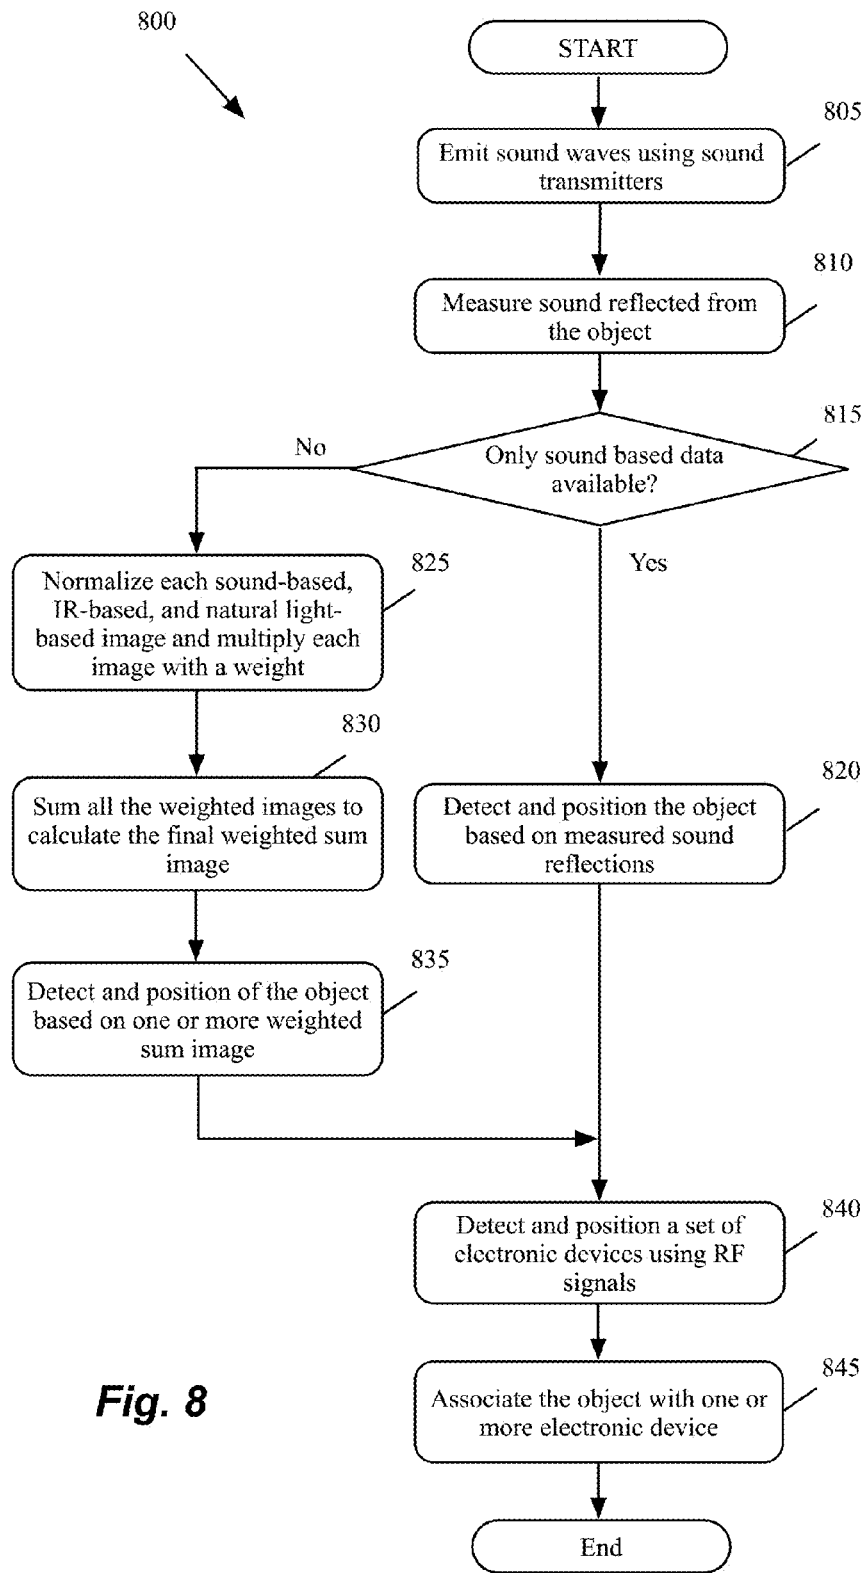 800
START
805
Emit sound waves using sound
transmitters
810
Measure sound reflected from
the object
815
Only sound based data
available?
No
Yes
825
Normalize each sound-based,
IR-based, and natural light-
based image and multiply each
image with a weight
830
Sum all the weighted images to
calculate the final weighted sum
image
820
Detect and position the object
based on measured sound
reflections
835
Detect and position of the object
based on one or more weighted
sum image
840
Detect and position a set of
electronic devices using RF
signals
845
Associate the object with one or
more electronic device
End
Fig. 8